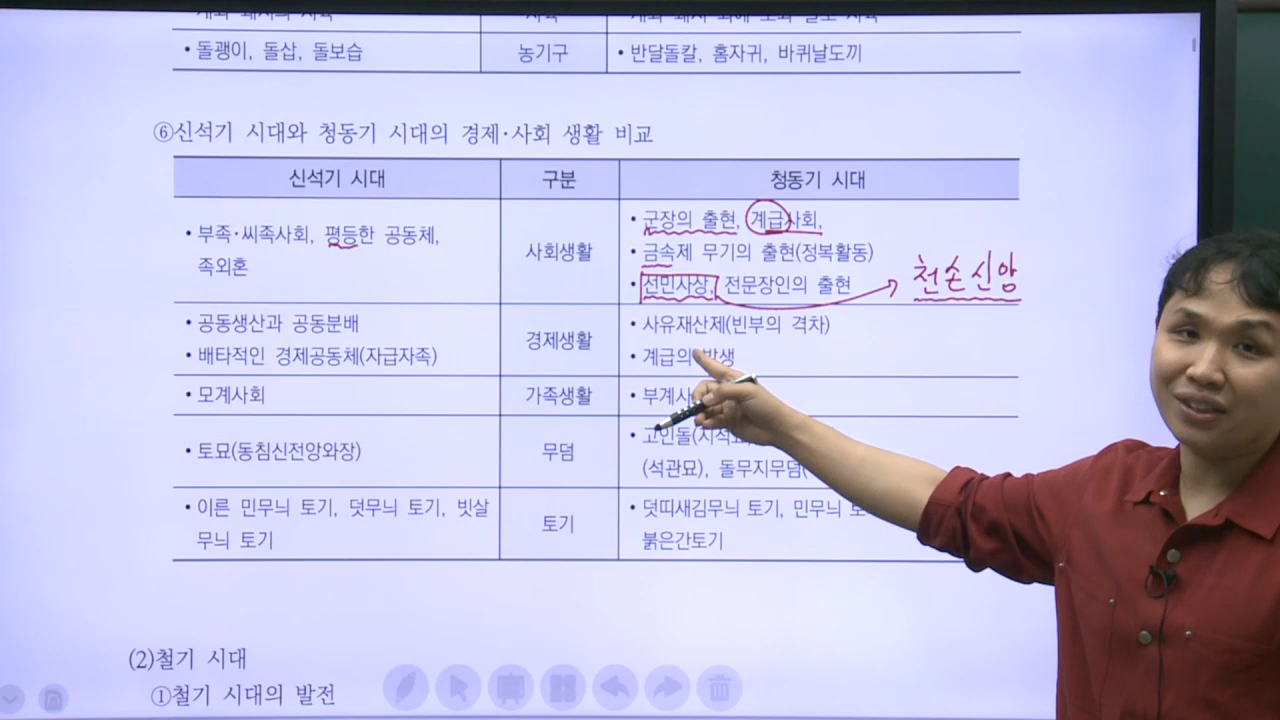 • 돌괭이, 돌삽, 돌보습
농기구
• 반달돌칼, 홈자귀, 바퀴날도끼
⑥신석기 시대와 청동기 시대의 경제·사회 생활 비교
신석기 시대
구분
청동기 시대
• 부족·씨족사회, 평등한 공동체,
족외혼
사회생활
• 군장의 출현, 계급사회,
• 금속제 무기의 출현(정복활동)
• 선민사상, 전문장인의 출현
천손신앙
• 공동생산과 공동분배
• 배타적인 경제공동체(자급자족)
경제생활
• 사유재산제(빈부의 격차)
• 계급의 발생
• 모계사회
가족생활
• 부계사
• 토묘(동침신전앙와장)
무덤
• 고인돌(지석묘
(석관묘), 돌무지무덤(
• 이른 민무늬 토기, 덧무늬 토기, 빗살
무늬 토기
토기
• 덧띠새김무늬 토기, 민무늬 토
붉은간토기
(2)철기 시대
①철기 시대의 발전